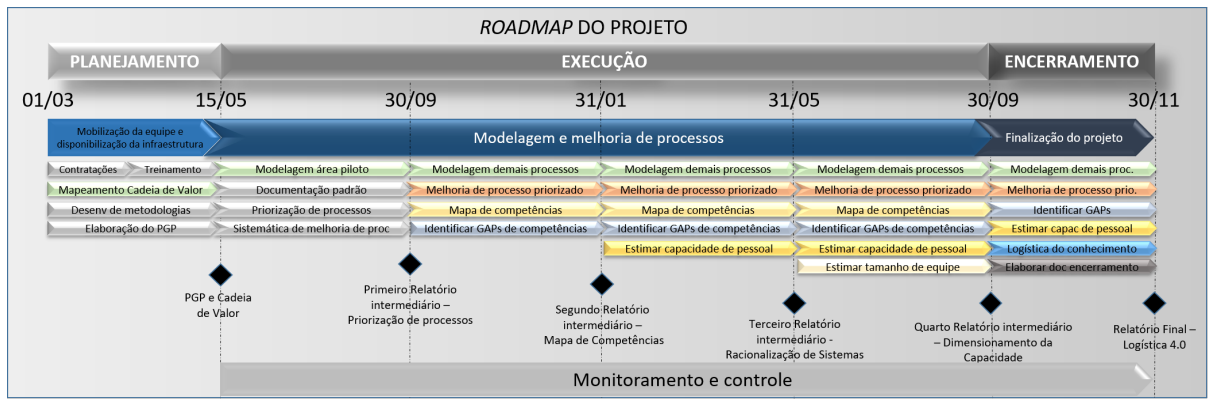 ROADMAP DO PROJETO
PLANEJAMENTO
EXECUÇÃO
ENCERRAMENTO
01/03
15/05
30/09
31/01
31/05
30/09
30/11
Mobilização da equipe e
disponibilização da infraestrutura
Modelagem e melhoria de processos
Finalização do projeto
Contratações
Treinamento
Modelagem área piloto
Modelagem demais processos
Modelagem demais processos
Modelagem demais processos
Modelagem demais proc.
Mapeamento Cadeia de Valor
Documentação padrão
Melhoria de processo priorizado
Melhoria de processo priorizado
Melhoria de processo priorizado
Melhoria de processo prio.
Desenv de metodologias
Priorização de processos
Mapa de competências
Mapa de competências
Mapa de competências
Identificar GAPs
Elaboração do PGP
Sistemática de melhoria de proc
Identificar GAPs de competências
Identificar GAPs de competências
Identificar GAPs de competências
Estimar capac de pessoal
Estimar capacidade de pessoal
Estimar capacidade de pessoal
Logística do conhecimento
Estimar tamanho de equipe
Elaborar doc encerramento
PGP e Cadeia
de Valor
Primeiro Relatório
intermediário –
Priorização de processos
Segundo Relatório
intermediário –
Mapa de Competências
Terceiro Relatório
intermediário -
Racionalização de Sistemas
Quarto Relatório intermediário
– Dimensionamento da
Capacidade
Relatório Final –
Logística 4.0
Monitoramento e controle